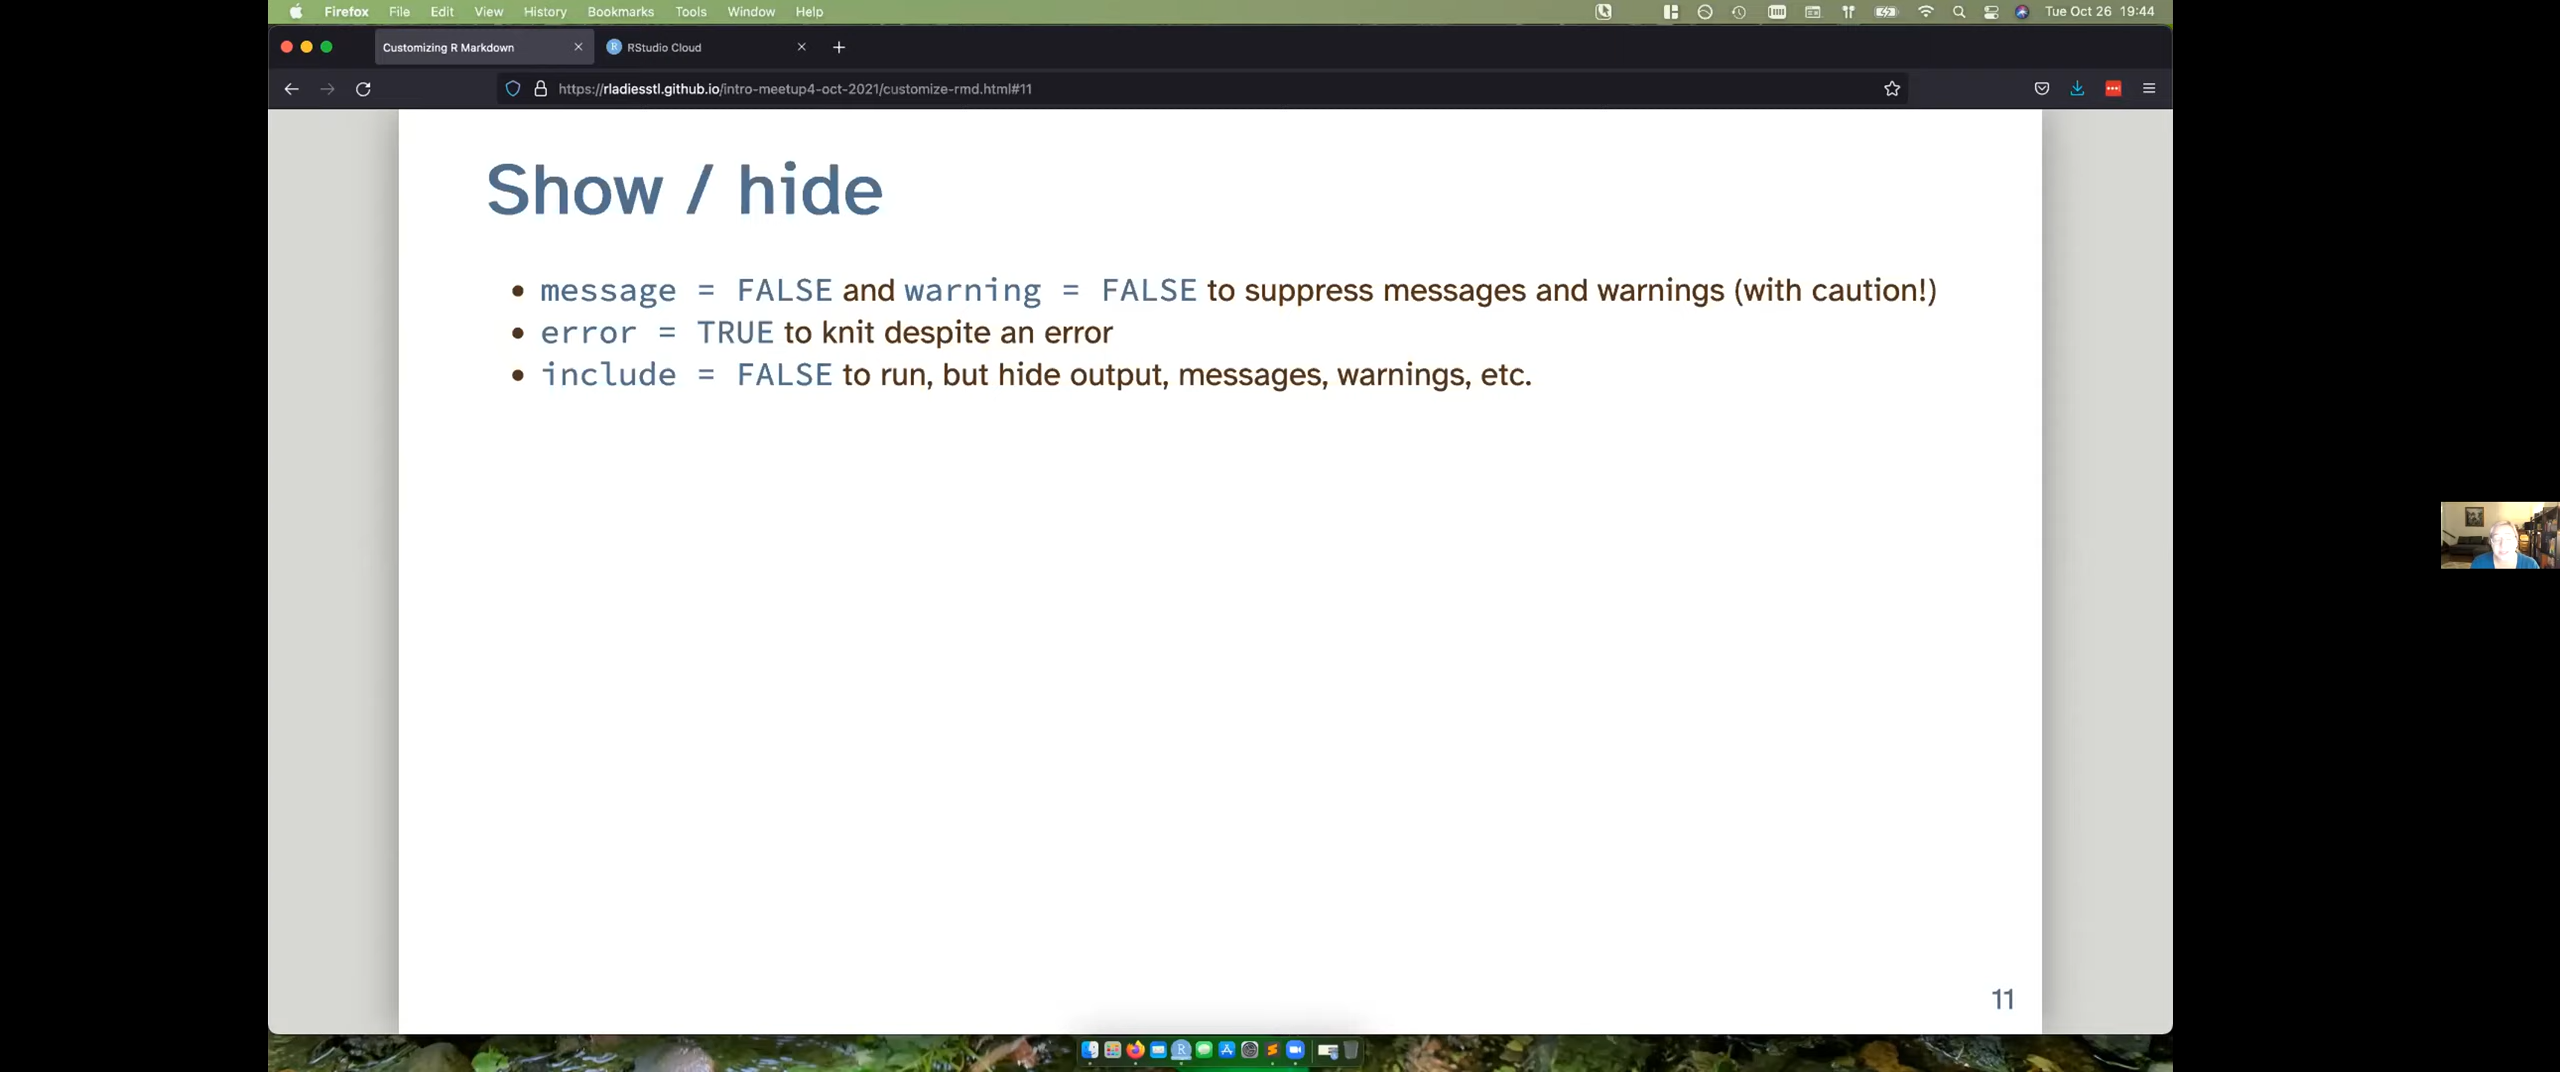 Firefox File Edit View History Bookmarks Tools Window Help Tue Oct 26 19:44
Customizing R Markdown RStudio Cloud
https://rladiesstl.github.io/intro-meetup4-oct-2021/customize-rmd.html#11
Show / hide
message = FALSE and warning = FALSE to suppress messages and warnings (with caution!)
error = TRUE to knit despite an error
include = FALSE to run, but hide output, messages, warnings, etc.
11